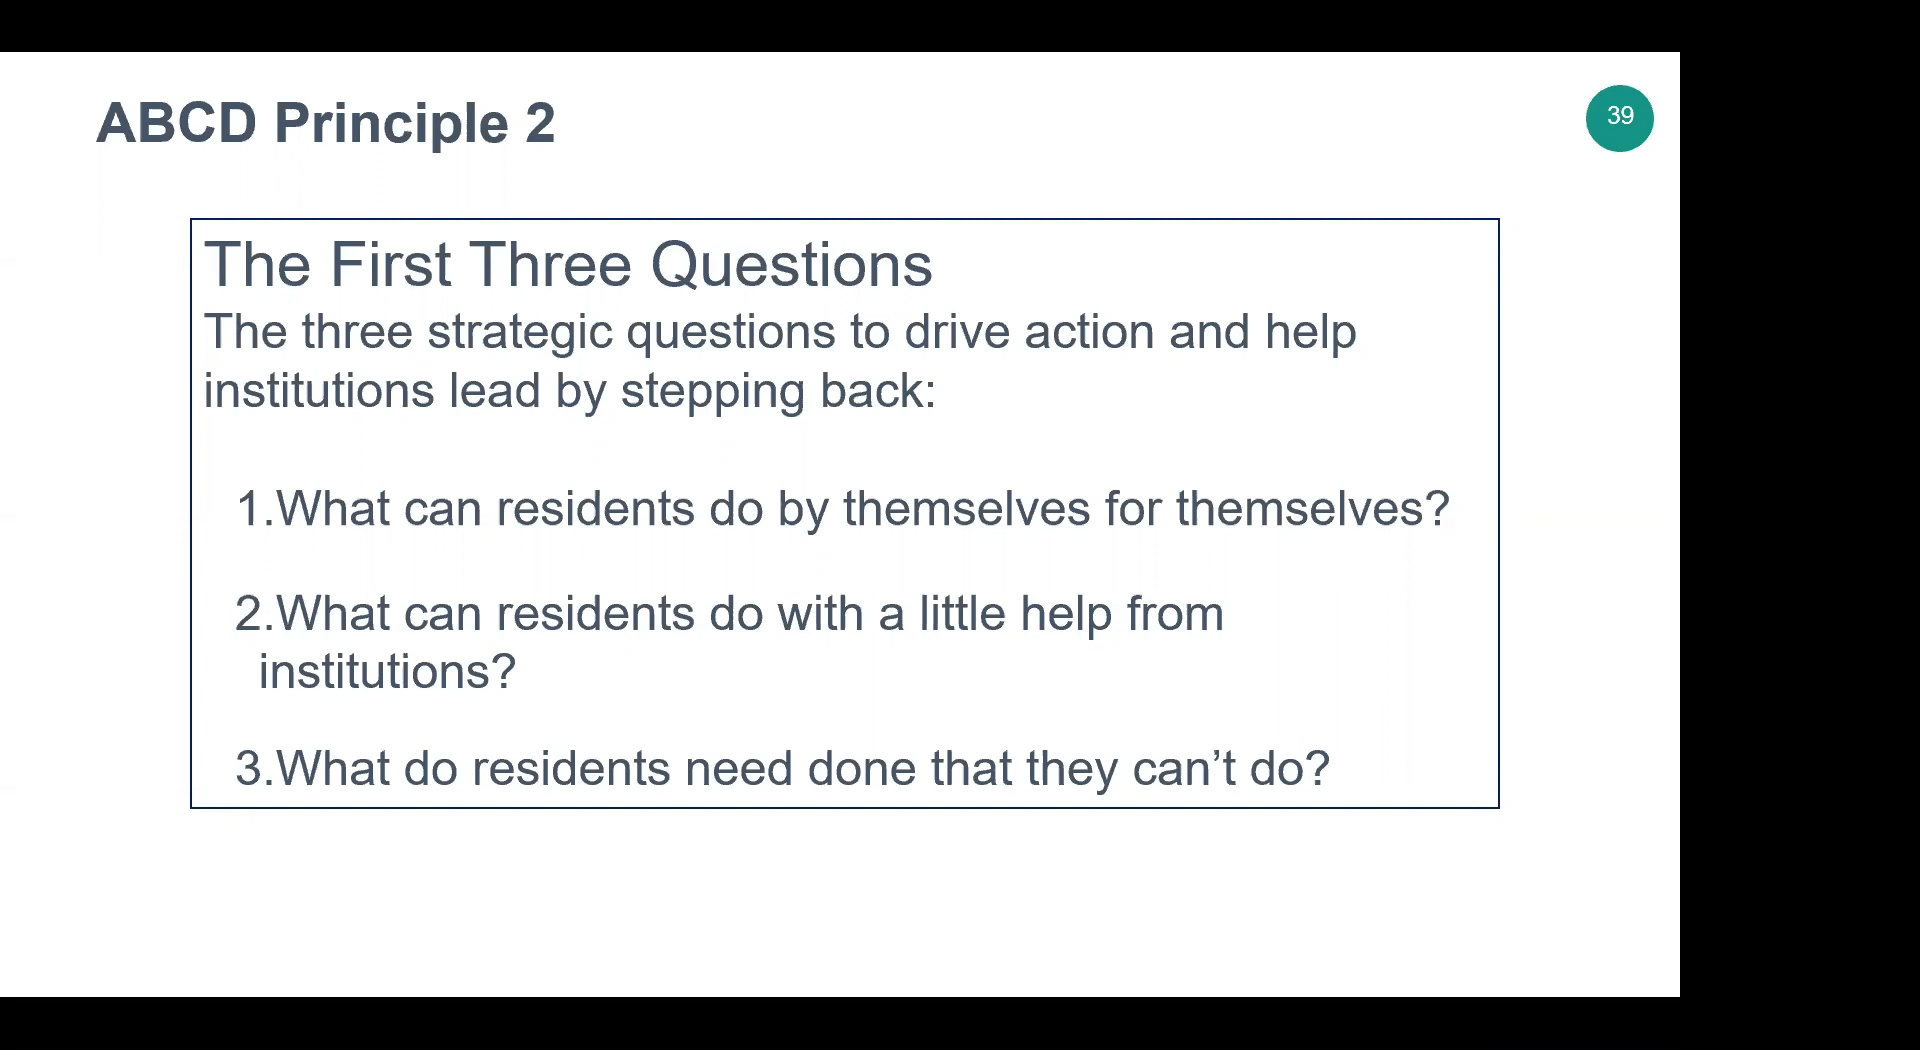 ABCD Principle 2
39
The First Three Questions
The three strategic questions to drive action and help
institutions lead by stepping back:
1.What can residents do by themselves for themselves?
2.What can residents do with a little help from
institutions?
3.What do residents need done that they can’t do?